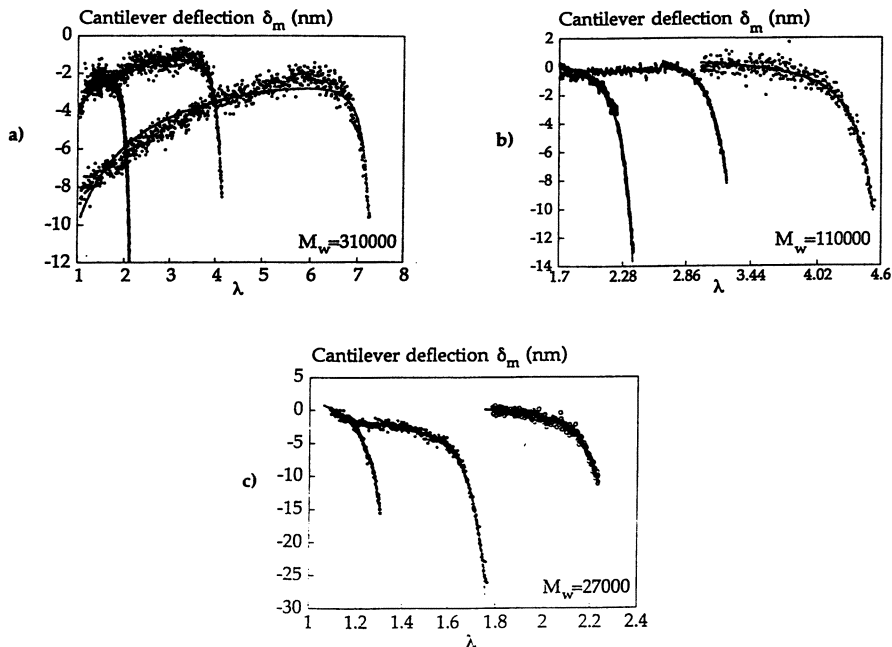 Cantilever deflection δm (nm)
0
-2
-4
-6
-8
-10
-12
1 2 3 4 5 6 7 8
λ
a)
Mw=310000
Cantilever deflection δm (nm)
2
0
-2
-4
-6
-8
-10
-12
-14
1.7 2.28 2.86 3.44 4.02 4.6
λ
b)
Mw=110000
Cantilever deflection δm (nm)
5
0
-5
-10
-15
-20
-25
-30
1 1.2 1.4 1.6 1.8 2 2.2 2.4
λ
c)
Mw=27000